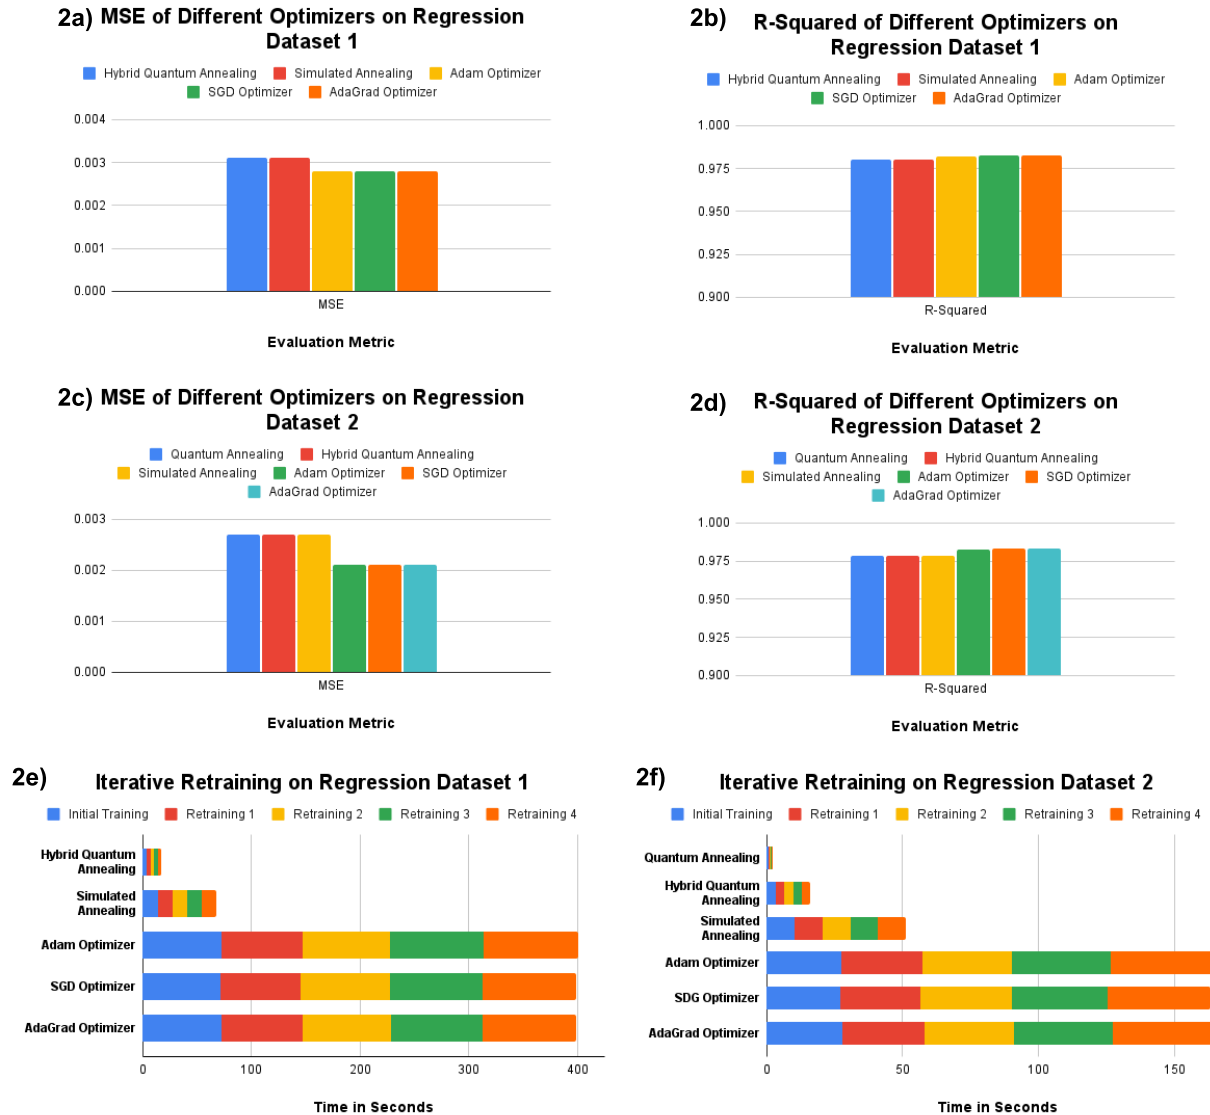 2a) MSE of Different Optimizers on Regression
Dataset 1
Hybrid Quantum Annealing Simulated Annealing Adam Optimizer
SGD Optimizer AdaGrad Optimizer
0.004
0.003
0.002
0.001
0.000
MSE
Evaluation Metric
2b) R-Squared of Different Optimizers on
Regression Dataset 1
Hybrid Quantum Annealing Simulated Annealing Adam Optimizer
SGD Optimizer AdaGrad Optimizer
1.000
0.975
0.950
0.925
0.900
R-Squared
Evaluation Metric
2c) MSE of Different Optimizers on Regression
Dataset 2
Quantum Annealing Hybrid Quantum Annealing
Simulated Annealing Adam Optimizer SGD Optimizer
AdaGrad Optimizer
0.003
0.002
0.001
0.000
MSE
Evaluation Metric
2d) R-Squared of Different Optimizers on
Regression Dataset 2
Quantum Annealing Hybrid Quantum Annealing
Simulated Annealing Adam Optimizer SGD Optimizer
AdaGrad Optimizer
1.000
0.975
0.950
0.925
0.900
R-Squared
Evaluation Metric
2e) Iterative Retraining on Regression Dataset 1
Initial Training Retraining 1 Retraining 2 Retraining 3 Retraining 4
Hybrid Quantum
Annealing
Simulated
Annealing
Adam Optimizer
SGD Optimizer
AdaGrad Optimizer
0 100 200 300 400
Time in Seconds
2f) Iterative Retraining on Regression Dataset 2
Initial Training Retraining 1 Retraining 2 Retraining 3 Retraining 4
Quantum Annealing
Hybrid Quantum
Annealing
Simulated
Annealing
Adam Optimizer
SDG Optimizer
AdaGrad Optimizer
0 50 100 150
Time in Seconds